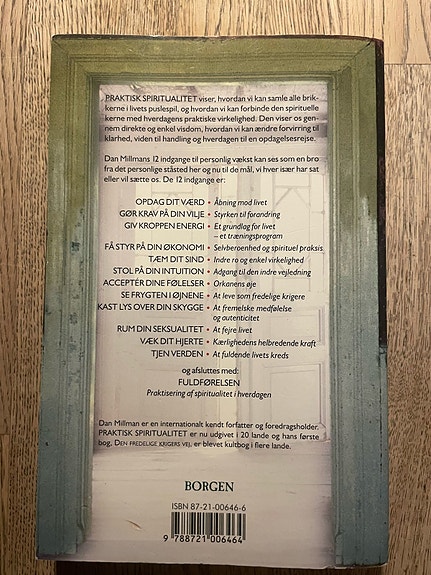 PRAKTISK SPIRITUALITET viser, hvordan vi kan samle alle brik-
kerne i livets puslespil, og hvordan vi kan forbinde den spirituelle
kerne med hverdagens praktiske virkelighed. Den viser os gen-
nem direkte og enkel visdom, hvordan vi kan ændre forvirring til
klarhed, viden til handling og hverdagen til en opdagelsesrejse.
Dan Millmans 12 indgange til personlig vækst kan ses som en bro
fra det personlige ståsted her og nu til de mål, vi hver især har sat
eller vil sætte os. De 12 indgange er:
OPDAG DIT VÆRD • Åbning mod livet
GØR KRAV PÅ DIN VILJE • Styrken til forandring
GIV KROPPEN ENERGI • Et grundlag for livet
– et træningsprogram
FÅ STYR PÅ DIN ØKONOMI • Selvberoenhed og spirituel praksis
TÆM DIT SIND • Indre ro og enkel virkelighed
STOL PÅ DIN INTUITION • Adgang til den indre vejledning
ACCEPTÉR DINE FØLELSER • Orkanens øje
SE FRYGTEN I ØJNENE • At leve som fredelige krigere
KAST LYS OVER DIN SKYGGE • At fremelske medfølelse
og autenticitet
RUM DIN SEKSUALITET • At fejre livet
VÆK DIT HJERTE • Kærlighedens helbredende kraft
TJEN VERDEN • At fuldende livets kreds
og afsluttes med:
FULDFØRELSEN
Praktisering af spiritualitet i hverdagen
Dan Millman er en internationalt kendt forfatter og foredragsholder.
PRAKTISK SPIRITUALITET er nu udgivet i 20 lande og hans første
bog, DEN FREDELIGE KRIGERS VEJ, er blevet kultbog i flere lande.
BORGEN
ISBN 87-21-00646-6
9 788721 006464